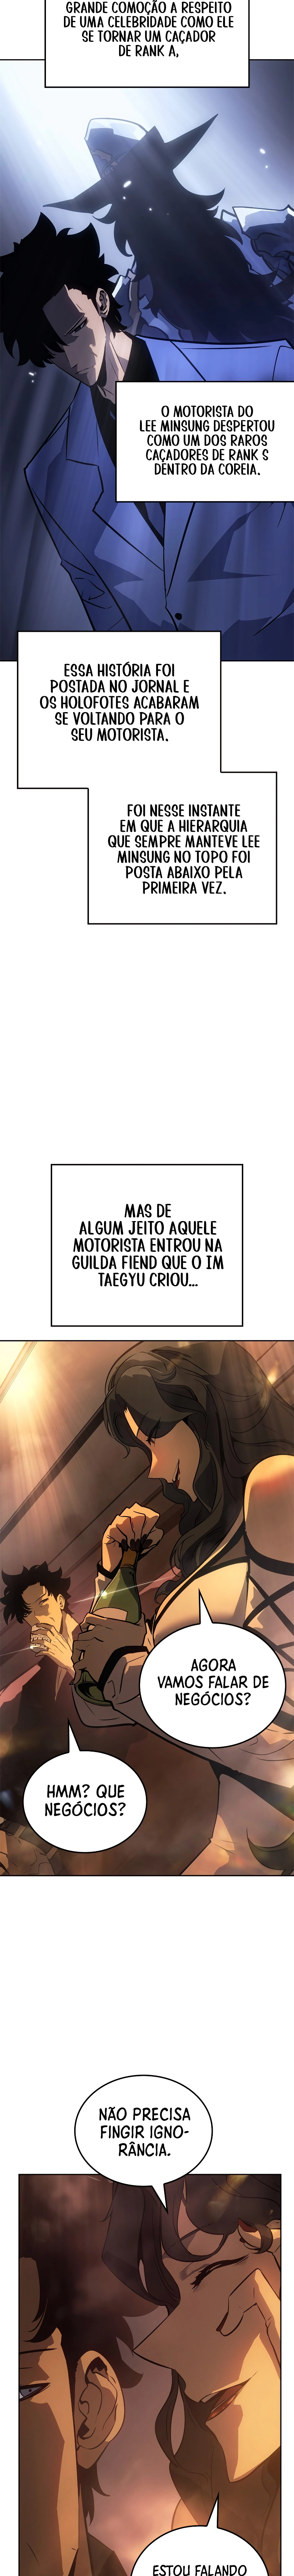 GRANDE COMOÇÃO A RESPEITO
DE UMA CELEBRIDADE COMO ELE
SE TORNAR UM CAÇADOR
DE RANK A,
O MOTORISTA DO
LEE MINSUNG DESPERTOU
COMO UM DOS RAROS
CAÇADORES DE RANK S
DENTRO DA COREIA.
ESSA HISTÓRIA FOI
POSTADA NO JORNAL E
OS HOLOFOTES ACABARAM
SE VOLTANDO PARA O
SEU MOTORISTA.
FOI NESSE INSTANTE
EM QUE A HIERARQUIA
QUE SEMPRE MANTEVE LEE
MINSUNG NO TOPO FOI
POSTA ABAIXO PELA
PRIMEIRA VEZ.
MAS DE
ALGUM JEITO AQUELE
MOTORISTA ENTROU NA
GUILDA FIEND QUE O IM
TAEGYU CRIOU...
AGORA
VAMOS FALAR DE
NEGÓCIOS?
HMM? QUE
NEGÓCIOS?
NÃO PRECISA
FINGIR IGNO-
RÂNCIA.
ESTOU FALANDO